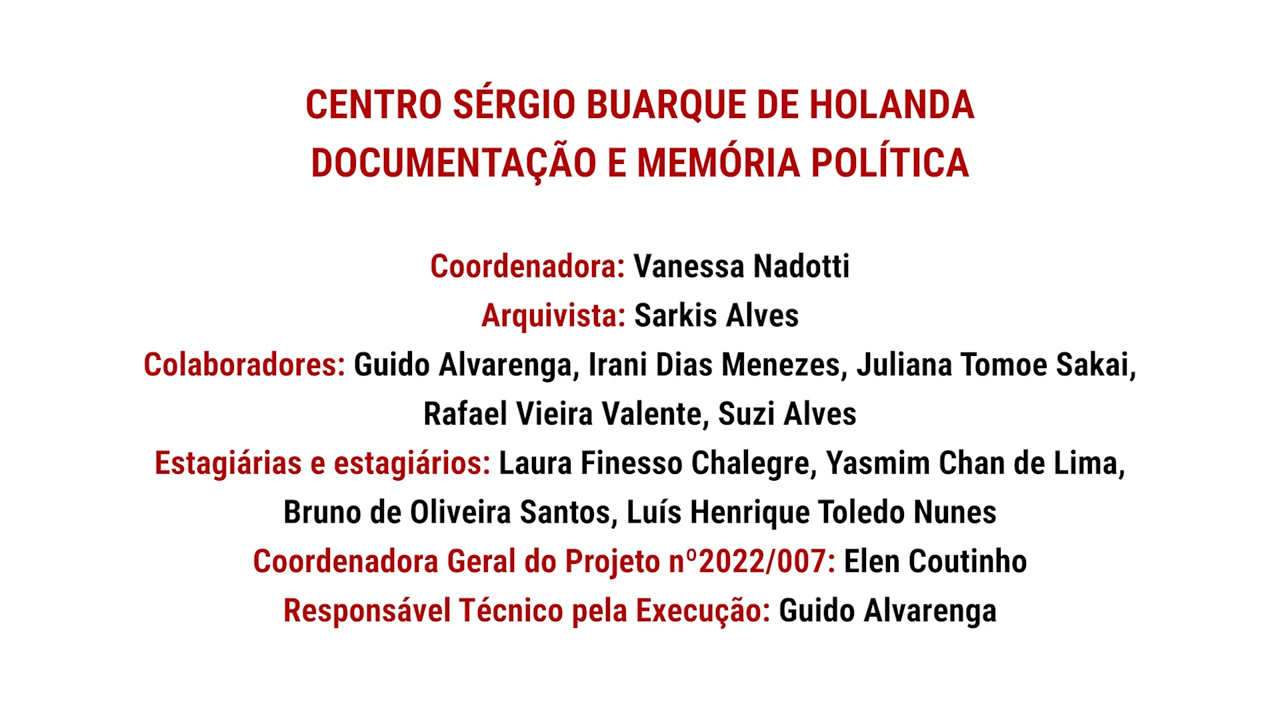 CENTRO SÉRGIO BUARQUE DE HOLANDA
DOCUMENTAÇÃO E MEMÓRIA POLÍTICA
Coordenadora: Vanessa Nadotti
Arquivista: Sarkis Alves
Colaboradores: Guido Alvarenga, Irani Dias Menezes, Juliana Tomoe Sakai,
Rafael Vieira Valente, Suzi Alves
Estagiárias e estagiários: Laura Finesso Chalegre, Yasmim Chan de Lima,
Bruno de Oliveira Santos, Luís Henrique Toledo Nunes
Coordenadora Geral do Projeto nº2022/007: Elen Coutinho
Responsável Técnico pela Execução: Guido Alvarenga